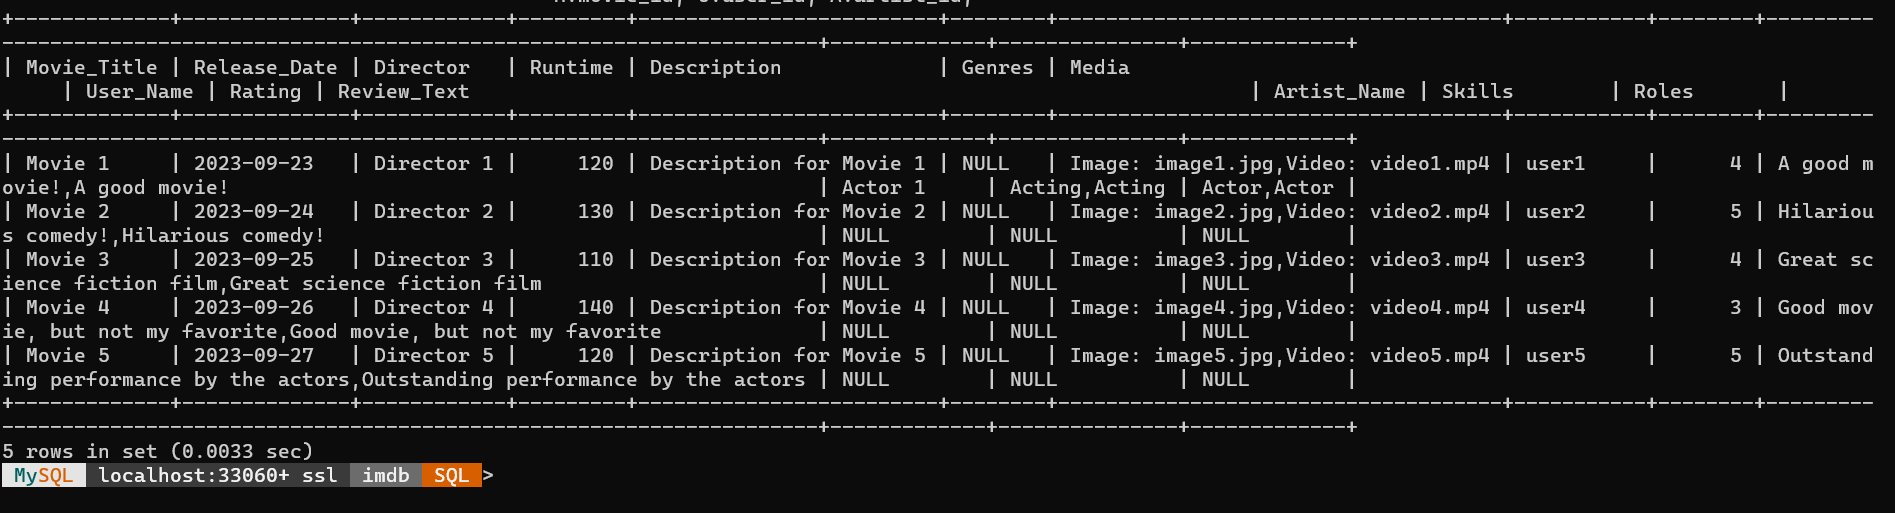 +-------------+--------------+------------+---------+-------------------------+--------+-------------------------------------+-----------+--------+---------
--------------------------------------------------------------------+-------------+---------------+-------------+
| Movie_Title | Release_Date | Director   | Runtime | Description             | Genres | Media
     | User_Name | Rating | Review_Text                                                                 | Artist_Name | Skills        | Roles       |
+-------------+--------------+------------+---------+-------------------------+--------+-------------------------------------+-----------+--------+---------
--------------------------------------------------------------------+-------------+---------------+-------------+
| Movie 1     | 2023-09-23   | Director 1 |     120 | Description for Movie 1 | NULL   | Image: image1.jpg,Video: video1.mp4 | user1     |      4 | A good m
ovie!,A good movie!                                                 | Actor 1     | Acting,Acting | Actor,Actor |
| Movie 2     | 2023-09-24   | Director 2 |     130 | Description for Movie 2 | NULL   | Image: image2.jpg,Video: video2.mp4 | user2     |      5 | Hilariou
s comedy!,Hilarious comedy!                                         | NULL        | NULL          | NULL        |
| Movie 3     | 2023-09-25   | Director 3 |     110 | Description for Movie 3 | NULL   | Image: image3.jpg,Video: video3.mp4 | user3     |      4 | Great sc
ience fiction film,Great science fiction film                       | NULL        | NULL          | NULL        |
| Movie 4     | 2023-09-26   | Director 4 |     140 | Description for Movie 4 | NULL   | Image: image4.jpg,Video: video4.mp4 | user4     |      3 | Good mov
ie, but not my favorite,Good movie, but not my favorite             | NULL        | NULL          | NULL        |
| Movie 5     | 2023-09-27   | Director 5 |     120 | Description for Movie 5 | NULL   | Image: image5.jpg,Video: video5.mp4 | user5     |      5 | Outstand
ing performance by the actors,Outstanding performance by the actors | NULL        | NULL          | NULL        |
+-------------+--------------+------------+---------+-------------------------+--------+-------------------------------------+-----------+--------+---------
--------------------------------------------------------------------+-------------+---------------+-------------+
5 rows in set (0.0033 sec)
MySQL localhost:33060+ ssl imdb SQL >